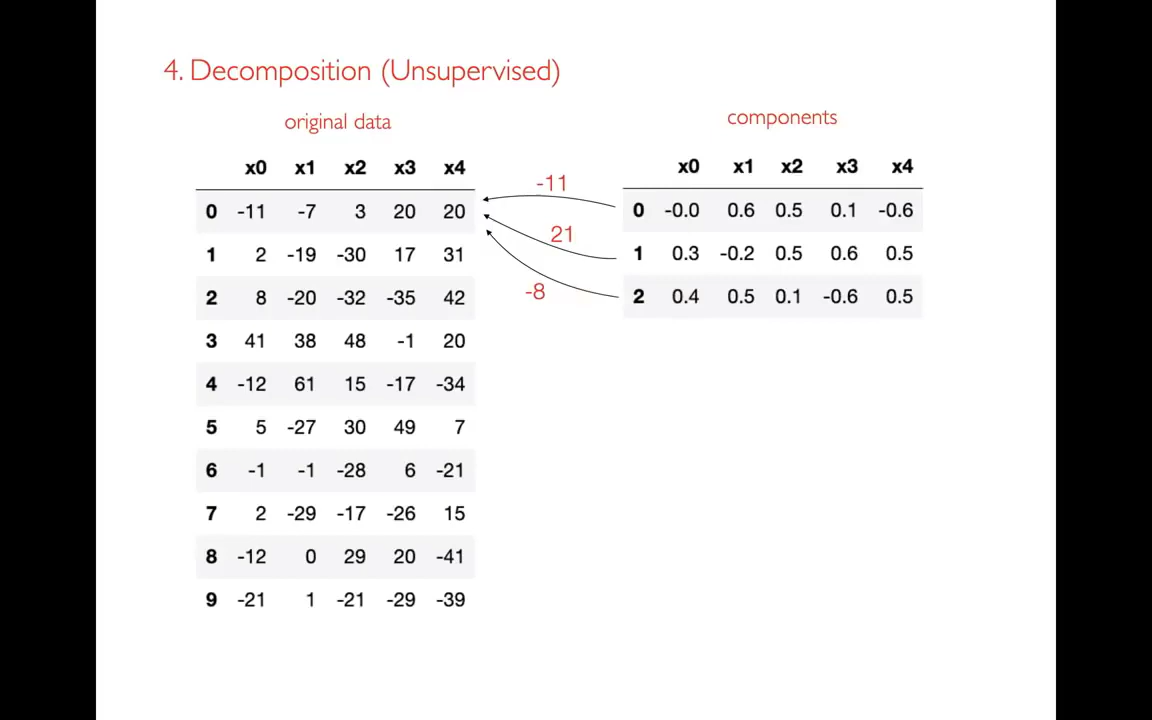 4. Decomposition (Unsupervised)
original data
components
x0 x1 x2 x3 x4
x0 x1 x2 x3 x4
-11
0 -11 -7 3 20 20
0 -0.0 0.6 0.5 0.1 -0.6
21
1 2 -19 -30 17 31
1 0.3 -0.2 0.5 0.6 0.5
-8
2 8 -20 -32 -35 42
2 0.4 0.5 0.1 -0.6 0.5
3 41 38 48 -1 20
4 -12 61 15 -17 -34
5 5 -27 30 49 7
6 -1 -1 -28 6 -21
7 2 -29 -17 -26 15
8 -12 0 29 20 -41
9 -21 1 -21 -29 -39